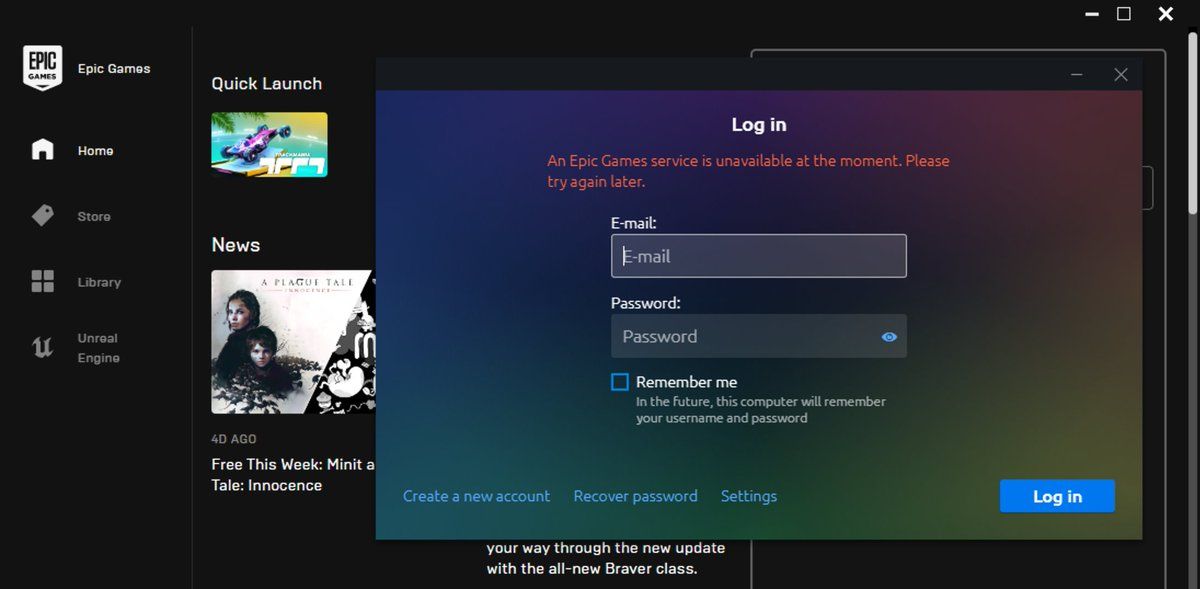 EPIC
GAMES
Epic Games
Home
Store
Library
Unreal
Engine
Quick Launch
TRACKMANIA
News
A PLAGUE TALE
INNOCENCE
4D AGO
Free This Week: Minit a
Tale: Innocence
Log in
An Epic Games service is unavailable at the moment. Please
try again later.
E-mail:
E-mail
Password:
Password
Remember me
In the future, this computer will remember
your username and password
Create a new account
Recover password
Settings
Log in
your way through the new update
with the all-new Braver class.